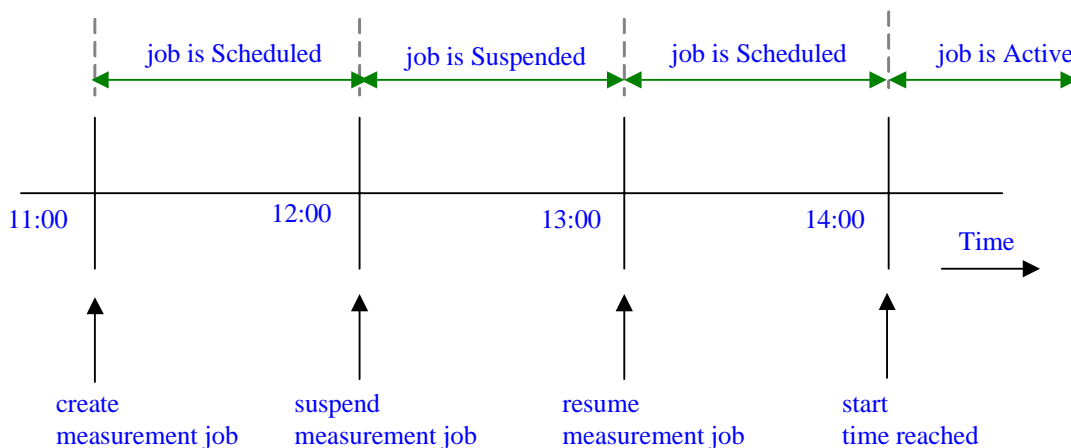 job is Scheduled
job is Suspended
job is Scheduled
job is Active
11:00
12:00
13:00
14:00
Time
create
measurement job
suspend
measurement job
resume
measurement job
start
time reached